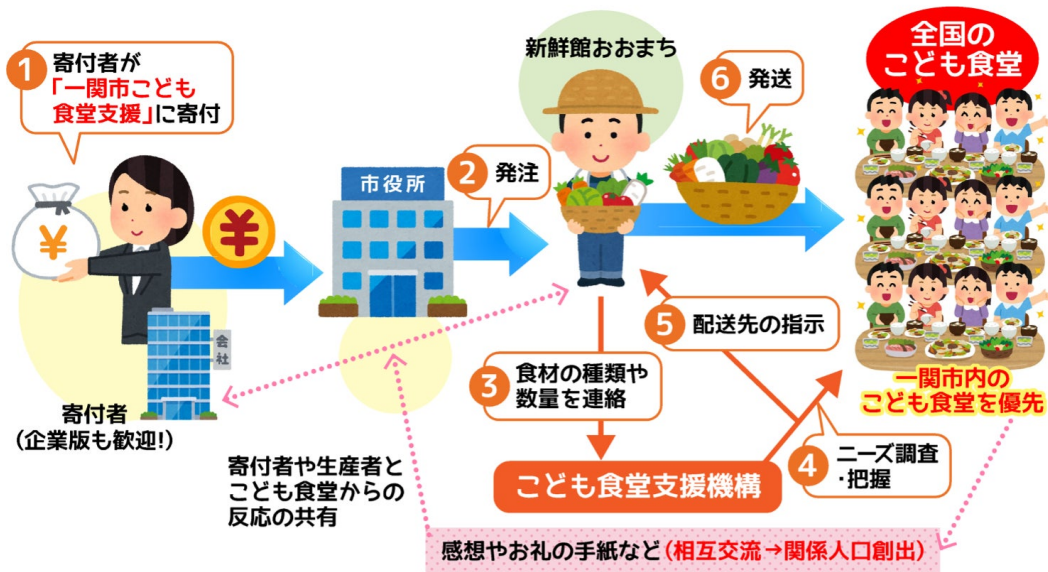 1
寄付者が
「一関市こども
食堂支援」に寄付
¥
¥
会社
寄付者
(企業版も歓迎!)
市役所
2
発注
新鮮館おおまち
3
食材の種類や
数量を連絡
こども食堂支援機構
4
ニーズ調査
・把握
5
配送先の指示
6
発送
全国の
こども食堂
一関市内の
こども食堂を優先
寄付者や生産者と
こども食堂からの
反応の共有
感想やお礼の手紙など(相互交流→関係人口創出)